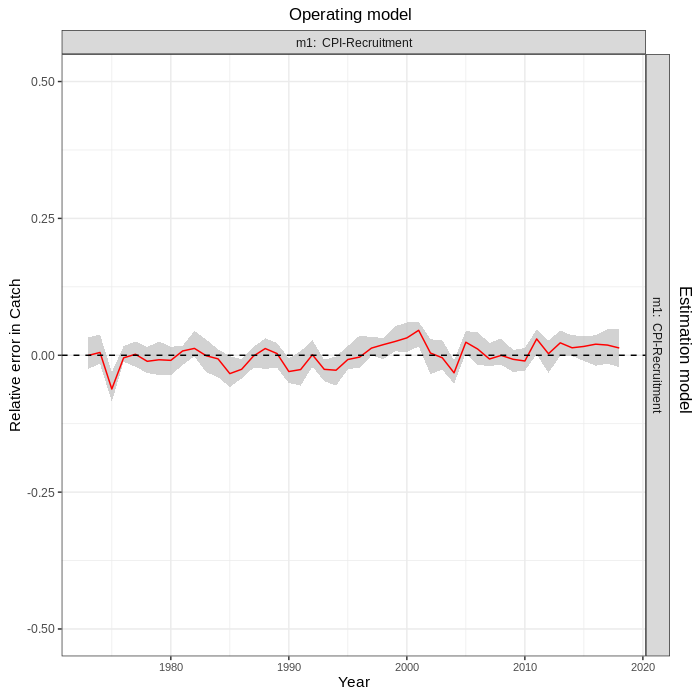 Operating model
m1: CPI-Recruitment
0.50
0.25
0.00
-0.25
-0.50
Relative error in Catch
m1: CPI-Recruitment
Estimation model
1980
1990
2000
2010
2020
Year